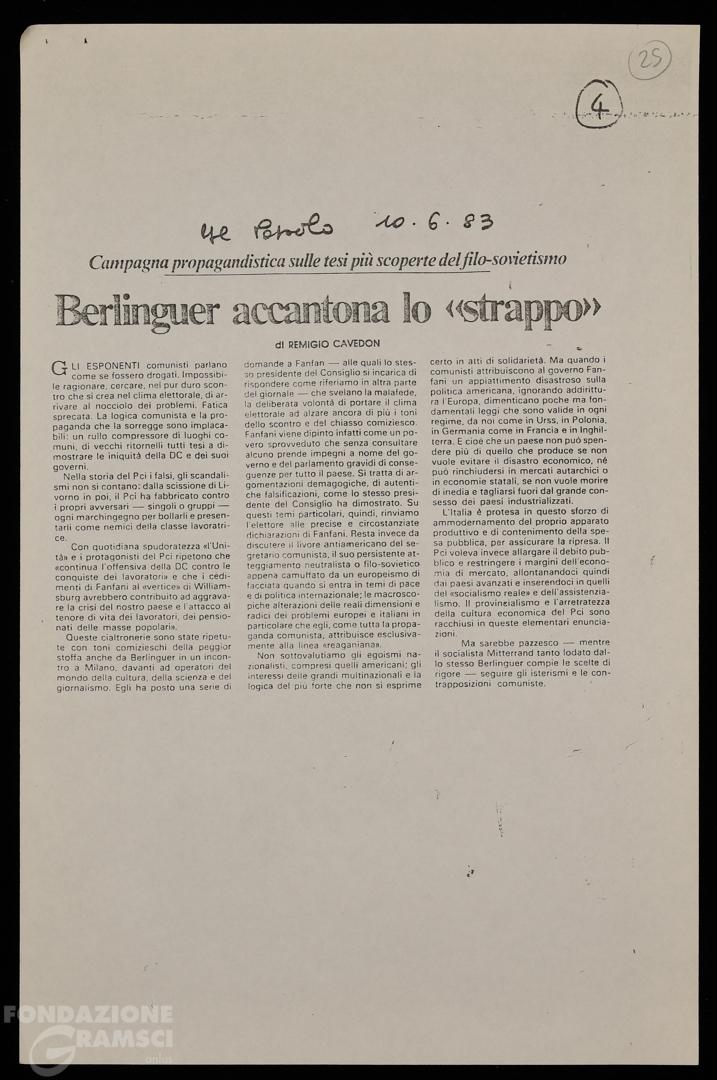 25
4
Il Popolo 10.6.83
Campagna propagandistica sulle tesi più scoperte del filo-sovietismo
Berlinguer accantona lo «strappo»
di REMIGIO CAVEDON
GLI ESPONENTI comunisti parlano
come se fossero drogati. Impossibi-
le ragionare, cercare, nel pur duro scon-
tro che si crea nel clima elettorale, di ar-
rivare al nocciolo dei problemi. Fatica
sprecata. La logica comunista e la pro-
paganda che la sorregge sono implaca-
bili: un rullo compressore di luoghi co-
muni, di vecchi ritornelli tutti tesi a di-
mostrare le iniquità della DC e dei suoi
governi.
Nella storia del Pci i falsi, gli scandali-
smi non si contano: dalla scissione di Li-
vorno in poi, il Pci ha fabbricato contro
i propri avversari — singoli o gruppi —
ogni marchingegno per bollarli e presen-
tarli come nemici della classe lavoratri-
ce.
Con quotidiana spudoratezza «l'Uni-
tà» e i protagonisti del Pci ripetono che
«continua l'offensiva della DC contro le
conquiste dei lavoratori» e che i cedi-
menti di Fanfani al «vertice» di William-
sburg avrebbero contribuito ad aggrava-
re la crisi del nostro paese e l'attacco al
tenore di vita dei lavoratori, dei pensio-
nati delle masse popolari».
Queste cialtronerie sono state ripetu-
te con toni comizieschi della peggior
stoffa anche da Berlinguer in un incon-
tro a Milano, davanti ad operatori del
mondo della cultura, della scienza e del
giornalismo. Egli ha posto una serie di
domande a Fanfan — alle quali lo stes-
so presidente del Consiglio si incarica di
rispondere come riferiamo in altra parte
del giornale — che svelano la malafede,
la deliberata volontà di portare il clima
elettorale ad alzare ancora di più i toni
dello scontro e del chiasso comiziesco.
Fanfani viene dipinto infatti come un po-
vero sprovveduto che senza consultare
alcuno prende impegni a nome del go-
verno e del parlamento gravidi di conse-
guenze per tutto il paese. Si tratta di ar-
gomentazioni demagogiche, di autenti-
che falsificazioni, come lo stesso presi-
dente del Consiglio ha dimostrato. Su
questi temi particolari, quindi, rinviamo
l'elettore alle precise e circostanziate
dichiarazioni di Fanfani. Resta invece da
discutere il livore antiamericano del se-
gretario comunista, il suo persistente at-
teggiamento neutralista o filo-sovietico
appena camuffato da un europeismo di
facciata quando si entra in temi di pace
e di politica internazionale; le macrosco-
piche alterazioni delle reali dimensioni e
radici dei problemi europei e italiani in
particolare che egli, come tutta la propa-
ganda comunista, attribuisce esclusiva-
mente alla linea «reaganiana».
Non sottovalutiamo gli egoismi na-
zionalisti, compresi quelli americani; gli
interessi delle grandi multinazionali e la
logica del più forte che non si esprime
certo in atti di solidarietà. Ma quando i
comunisti attribuiscono al governo Fan-
fani un appiattimento disastroso sulla
politica americana, ignorando addirittu-
ra l'Europa, dimenticano poche ma fon-
damentali leggi che sono valide in ogni
regime, da noi come in Urss, in Polonia,
in Germania come in Francia e in Inghil-
terra. E cioè che un paese non può spen-
dere più di quello che produce se non
vuole evitare il disastro economico, né
può rinchiudersi in mercati autarchici o
in economie statali, se non vuole morire
di inedia e tagliarsi fuori dal grande con-
sesso dei paesi industrializzati.
L'Italia è protesa in questo sforzo di
ammodernamento del proprio apparato
produttivo e di contenimento della spe-
sa pubblica, per assicurare la ripresa. Il
Pci voleva invece allargare il debito pub-
blico e restringere i margini dell'econo-
mia di mercato, allontanandoci quindi
dai paesi avanzati e inserendoci in quelli
del «socialismo reale» e dell'assistenzia-
lismo. Il provinzialismo e l'arretratezza
della cultura economica del Pci sono
racchiusi in queste elementari enuncia-
zioni.
Ma sarebbe pazzesco — mentre
il socialista Mitterrand tanto lodato dal-
lo stesso Berlinguer compie le scelte di
rigore — seguire gli isterismi e le con-
trapposizioni comuniste.
FONDAZIONE
GRAMSCI
onlus